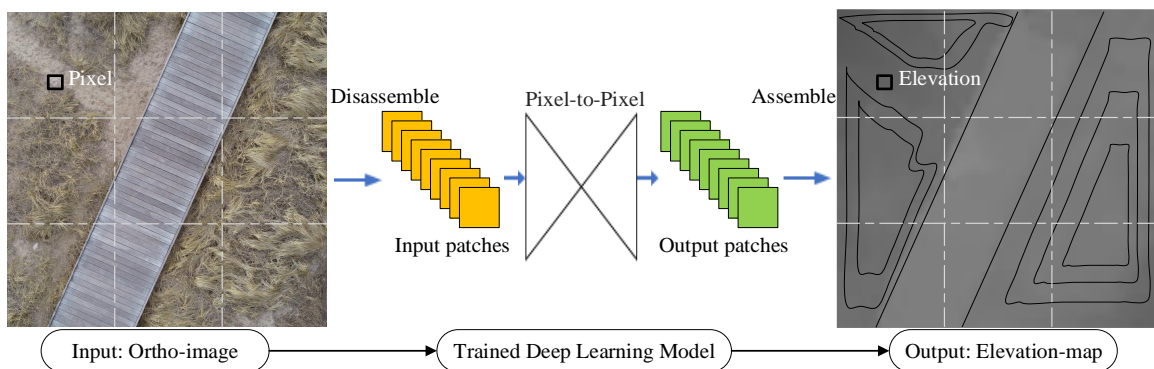 Pixel
Disassemble
Input patches
Pixel-to-Pixel
Output patches
Assemble
Elevation
Input: Ortho-image
Trained Deep Learning Model
Output: Elevation-map